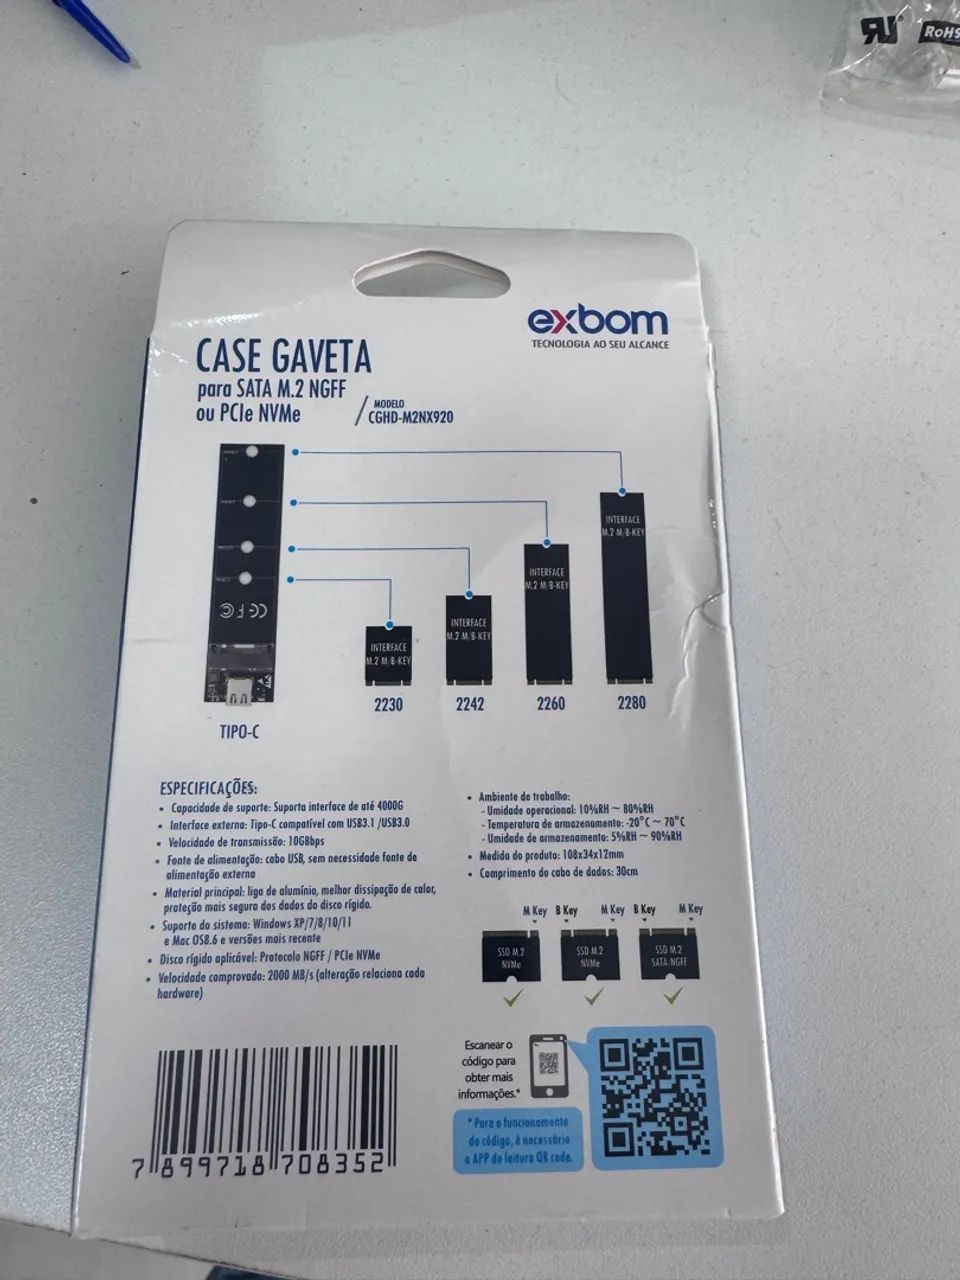 RoHS
exbom
TECNOLOGIA AO SEU ALCANCE
CASE GAVETA
para SATA M.2 NGFF
ou PCIe NVMe
/ MODELO
CGHD-M2NX920
INTERFACE
M.2 M/B-KEY
INTERFACE
M.2 M/B-KEY
INTERFACE
M.2 M/B-KEY
INTERFACE
M.2 M/B-KEY
CE FC
2230
2242
2260
2280
TIPO-C
ESPECIFICAÇÕES:
• Capacidade de suporte: Suporta interface de até 4000G
• Interface externa: Tipo-C compatível com USB3.1 /USB3.0
• Velocidade de transmissão: 10GBbps
• Fonte de alimentação: cabo USB, sem necessidade fonte de
alimentação externa
• Material principal: liga de alumínio, melhor dissipação de calor,
proteção mais segura dos dados do disco rígido.
• Suporte do sistema: Windows XP/7/8/10/11
e Mac OS8.6 e versões mais recente
• Disco rígido aplicável: Protocolo NGFF / PCIe NVMe
• Velocidade comprovado: 2000 MB/s (alteração relaciona cada
hardware)
• Ambiente de trabalho:
- Umidade operacional: 10%RH ~ 80%RH
- Temperatura de armazenamento: -20°C ~ 70°C
- Umidade de armazenamento: 5%RH ~ 90%RH
• Medida do produto: 108x34x12mm
• Comprimento do cabo de dados: 30cm
M Key B Key M Key B Key M Key
SSD M.2
NVMe
SSD M.2
NVMe
SSD M.2
SATA/NGFF
Escanear o
código para
obter mais
informações.*
* Para o funcionamento
do código, é necessário
o APP de leitura QR code.
7 899718 708352